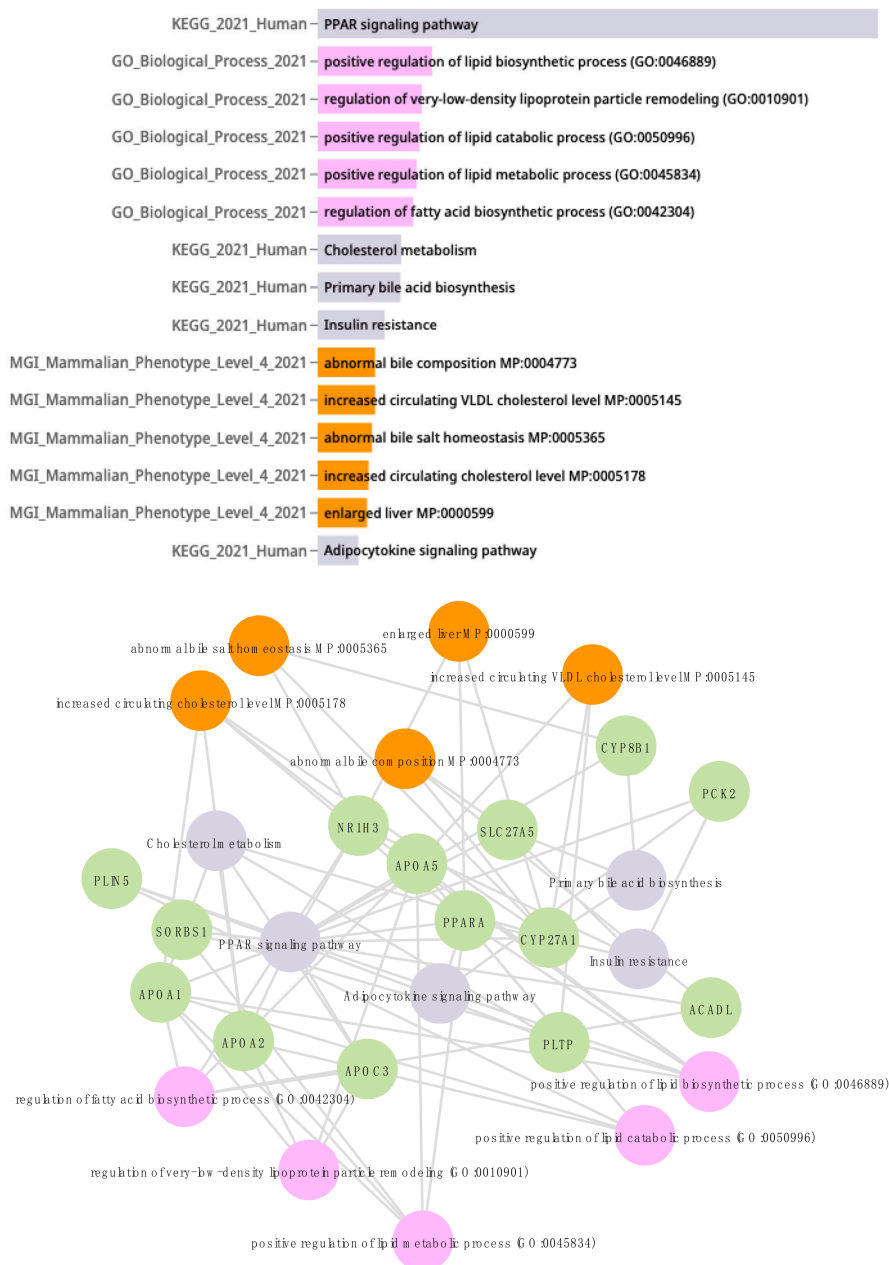 KEGG_2021_Human PPAR signaling pathway
GO_Biological_Process_2021 positive regulation of lipid biosynthetic process (GO:0046889)
GO_Biological_Process_2021 regulation of very-low-density lipoprotein particle remodeling (GO:0010901)
GO_Biological_Process_2021 positive regulation of lipid catabolic process (GO:0050996)
GO_Biological_Process_2021 positive regulation of lipid metabolic process (GO:0045834)
GO_Biological_Process_2021 regulation of fatty acid biosynthetic process (GO:0042304)
KEGG_2021_Human Cholesterol metabolism
KEGG_2021_Human Primary bile acid biosynthesis
KEGG_2021_Human Insulin resistance
MGI_Mammalian_Phenotype_Level_4_2021 abnormal bile composition MP:0004773
MGI_Mammalian_Phenotype_Level_4_2021 increased circulating VLDL cholesterol level MP:0005145
MGI_Mammalian_Phenotype_Level_4_2021 abnormal bile salt homeostasis MP:0005365
MGI_Mammalian_Phenotype_Level_4_2021 increased circulating cholesterol level MP:0005178
MGI_Mammalian_Phenotype_Level_4_2021 enlarged liver MP:0000599
KEGG_2021_Human Adipocytokine signaling pathway
enlarged liver MP:0000599
abnormal bile salt homeostasis MP:0005365
increased circulating VLDL cholesterol level MP:0005145
increased circulating cholesterol level MP:0005178
CYP8B1
abnormal bile composition MP:0004773
PCK2
NR1H3
SLC27A5
Cholesterol metabolism
APOA5
PLIN5
Primary bile acid biosynthesis
PPARA
SORBS1
CYP27A1
PPAR signaling pathway
Insulin resistance
APOA1
Adipocytokine signaling pathway
ACADL
APOA2
PLTP
APOC3
positive regulation of lipid biosynthetic process (GO:0046889)
regulation of fatty acid biosynthetic process (GO:0042304)
positive regulation of lipid catabolic process (GO:0050996)
regulation of very-low-density lipoprotein particle remodeling (GO:0010901)
positive regulation of lipid metabolic process (GO:0045834)